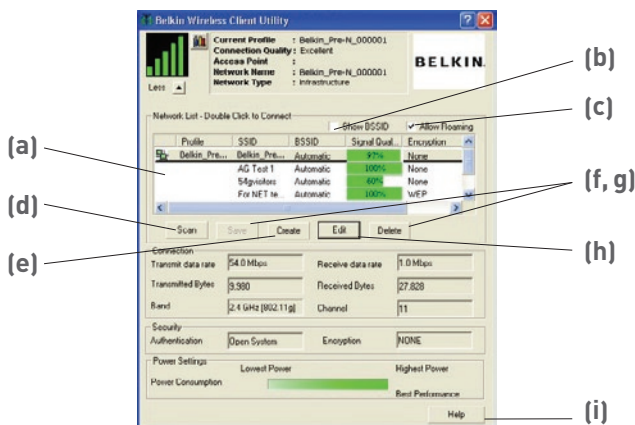 Belkin Wireless Client Utility
Current Profile : Belkin_Pre-N_000001
Connection Quality : Excellent
Access Point :
Network Name : Belkin_Pre-N_000001
Network Type : Infrastructure
Less
BELKIN.
(b)
Network List - Double Click to Connect
Show BSSID
Allow Roaming
(c)
Profile SSID BSSID Signal Qual... Encryption
(a)
Belkin_Pre... Belkin_Pre... Automatic 97% None
AG Test 1 Automatic 100% None
54gvisitors Automatic 60% None
For NET te... Automatic 100% WEP
(f, g)
(d)
Scan Save Create Edit Delete
(e)
(h)
Connection
Transmit data rate 54.0 Mbps Receive data rate 1.0 Mbps
Transmitted Bytes 9.980 Received Bytes 27.828
Band 2.4 GHz (802.11g) Channel 11
Security
Authentication Open System Encryption NONE
Power Settings
Lowest Power Highest Power
Power Consumption
Best Performance
Help
(i)